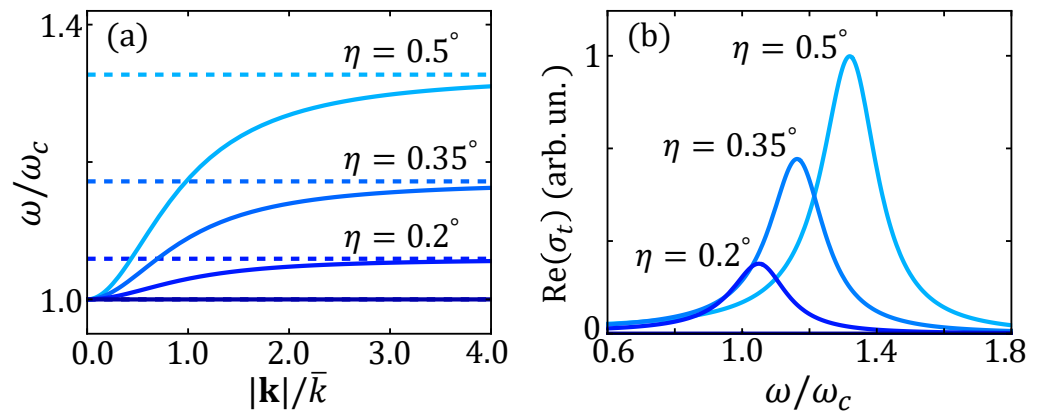 (a)
1.4
1.0
ω/ω_c
η = 0.5°
η = 0.35°
η = 0.2°
0.0 1.0 2.0 3.0 4.0
|k|/k̄
(b)
1
0
Re(σ_t) (arb. un.)
η = 0.5°
η = 0.35°
η = 0.2°
0.6 1.0 1.4 1.8
ω/ω_c